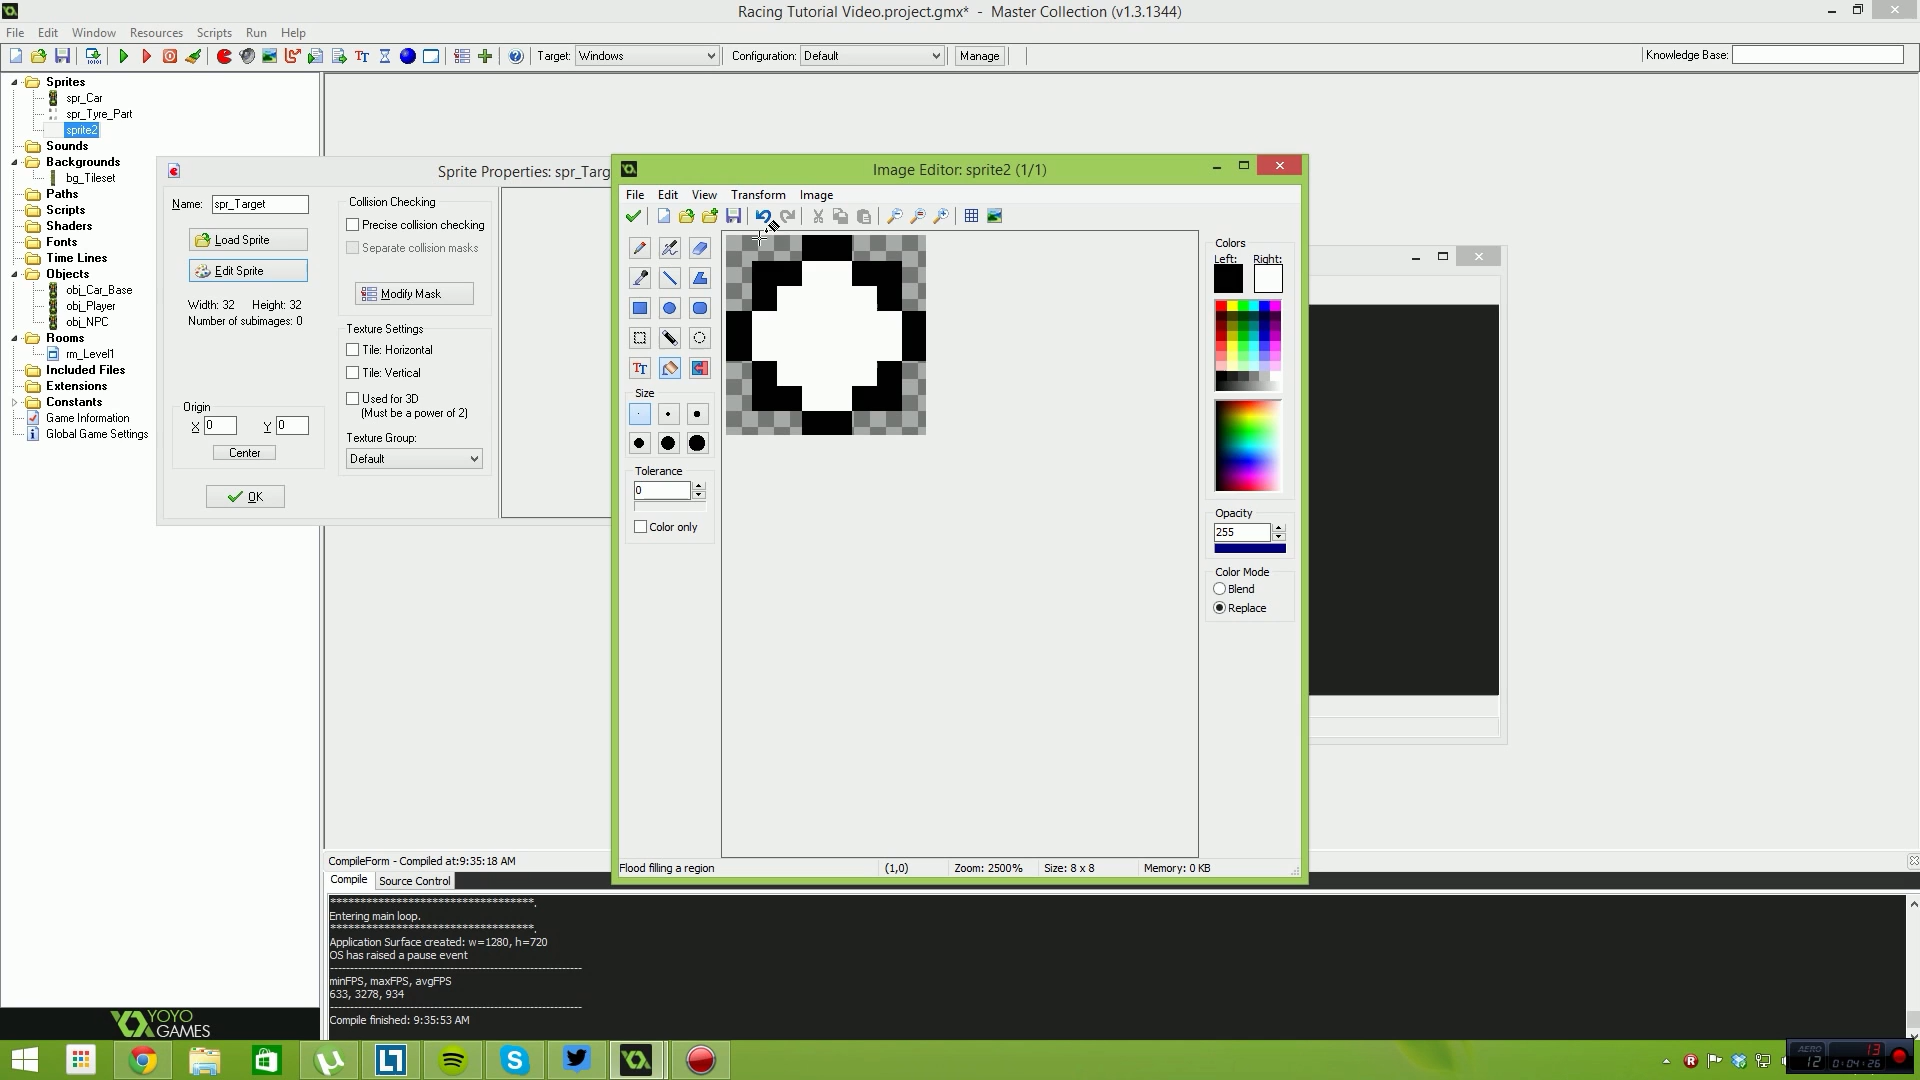 Racing Tutorial Video.project.gmx* - Master Collection (v1.3.1344)
File Edit Window Resources Scripts Run Help
Target: Windows Configuration: Default Manage Knowledge Base:
Sprites
spr_Car
spr_Tyre_Part
sprite2
Sounds
Backgrounds
bg_Tileset
Paths
Scripts
Shaders
Fonts
Time Lines
Objects
obj_Car_Base
obj_Player
obj_NPC
Rooms
rm_Level1
Included Files
Extensions
Constants
Game Information
Global Game Settings
YOYO
GAMES
Sprite Properties: spr_Targ
Name: spr_Target
Load Sprite
Edit Sprite
Width: 32 Height: 32
Number of subimages: 0
Origin
X 0 Y 0
Center
OK
Collision Checking
Precise collision checking
Separate collision masks
Modify Mask
Texture Settings
Tile: Horizontal
Tile: Vertical
Used for 3D
(Must be a power of 2)
Texture Group:
Default
Image Editor: sprite2 (1/1)
File Edit View Transform Image
Size
Tolerance
0
Color only
Colors
Left: Right:
Opacity
255
Color Mode
Blend
Replace
Flood filling a region (1,0) Zoom: 2500% Size: 8 x 8 Memory: 0 KB
CompileForm - Compiled at:9:35:18 AM
Compile Source Control
***********************************.
Entering main loop.
***********************************.
Application Surface created: w=1280, h=720
OS has raised a pause event
----------------------------------------------------------------
minFPS, maxFPS, avgFPS
633, 3278, 934
----------------------------------------------------------------
Compile finished: 9:35:53 AM
AERO 13
12 0:04:26